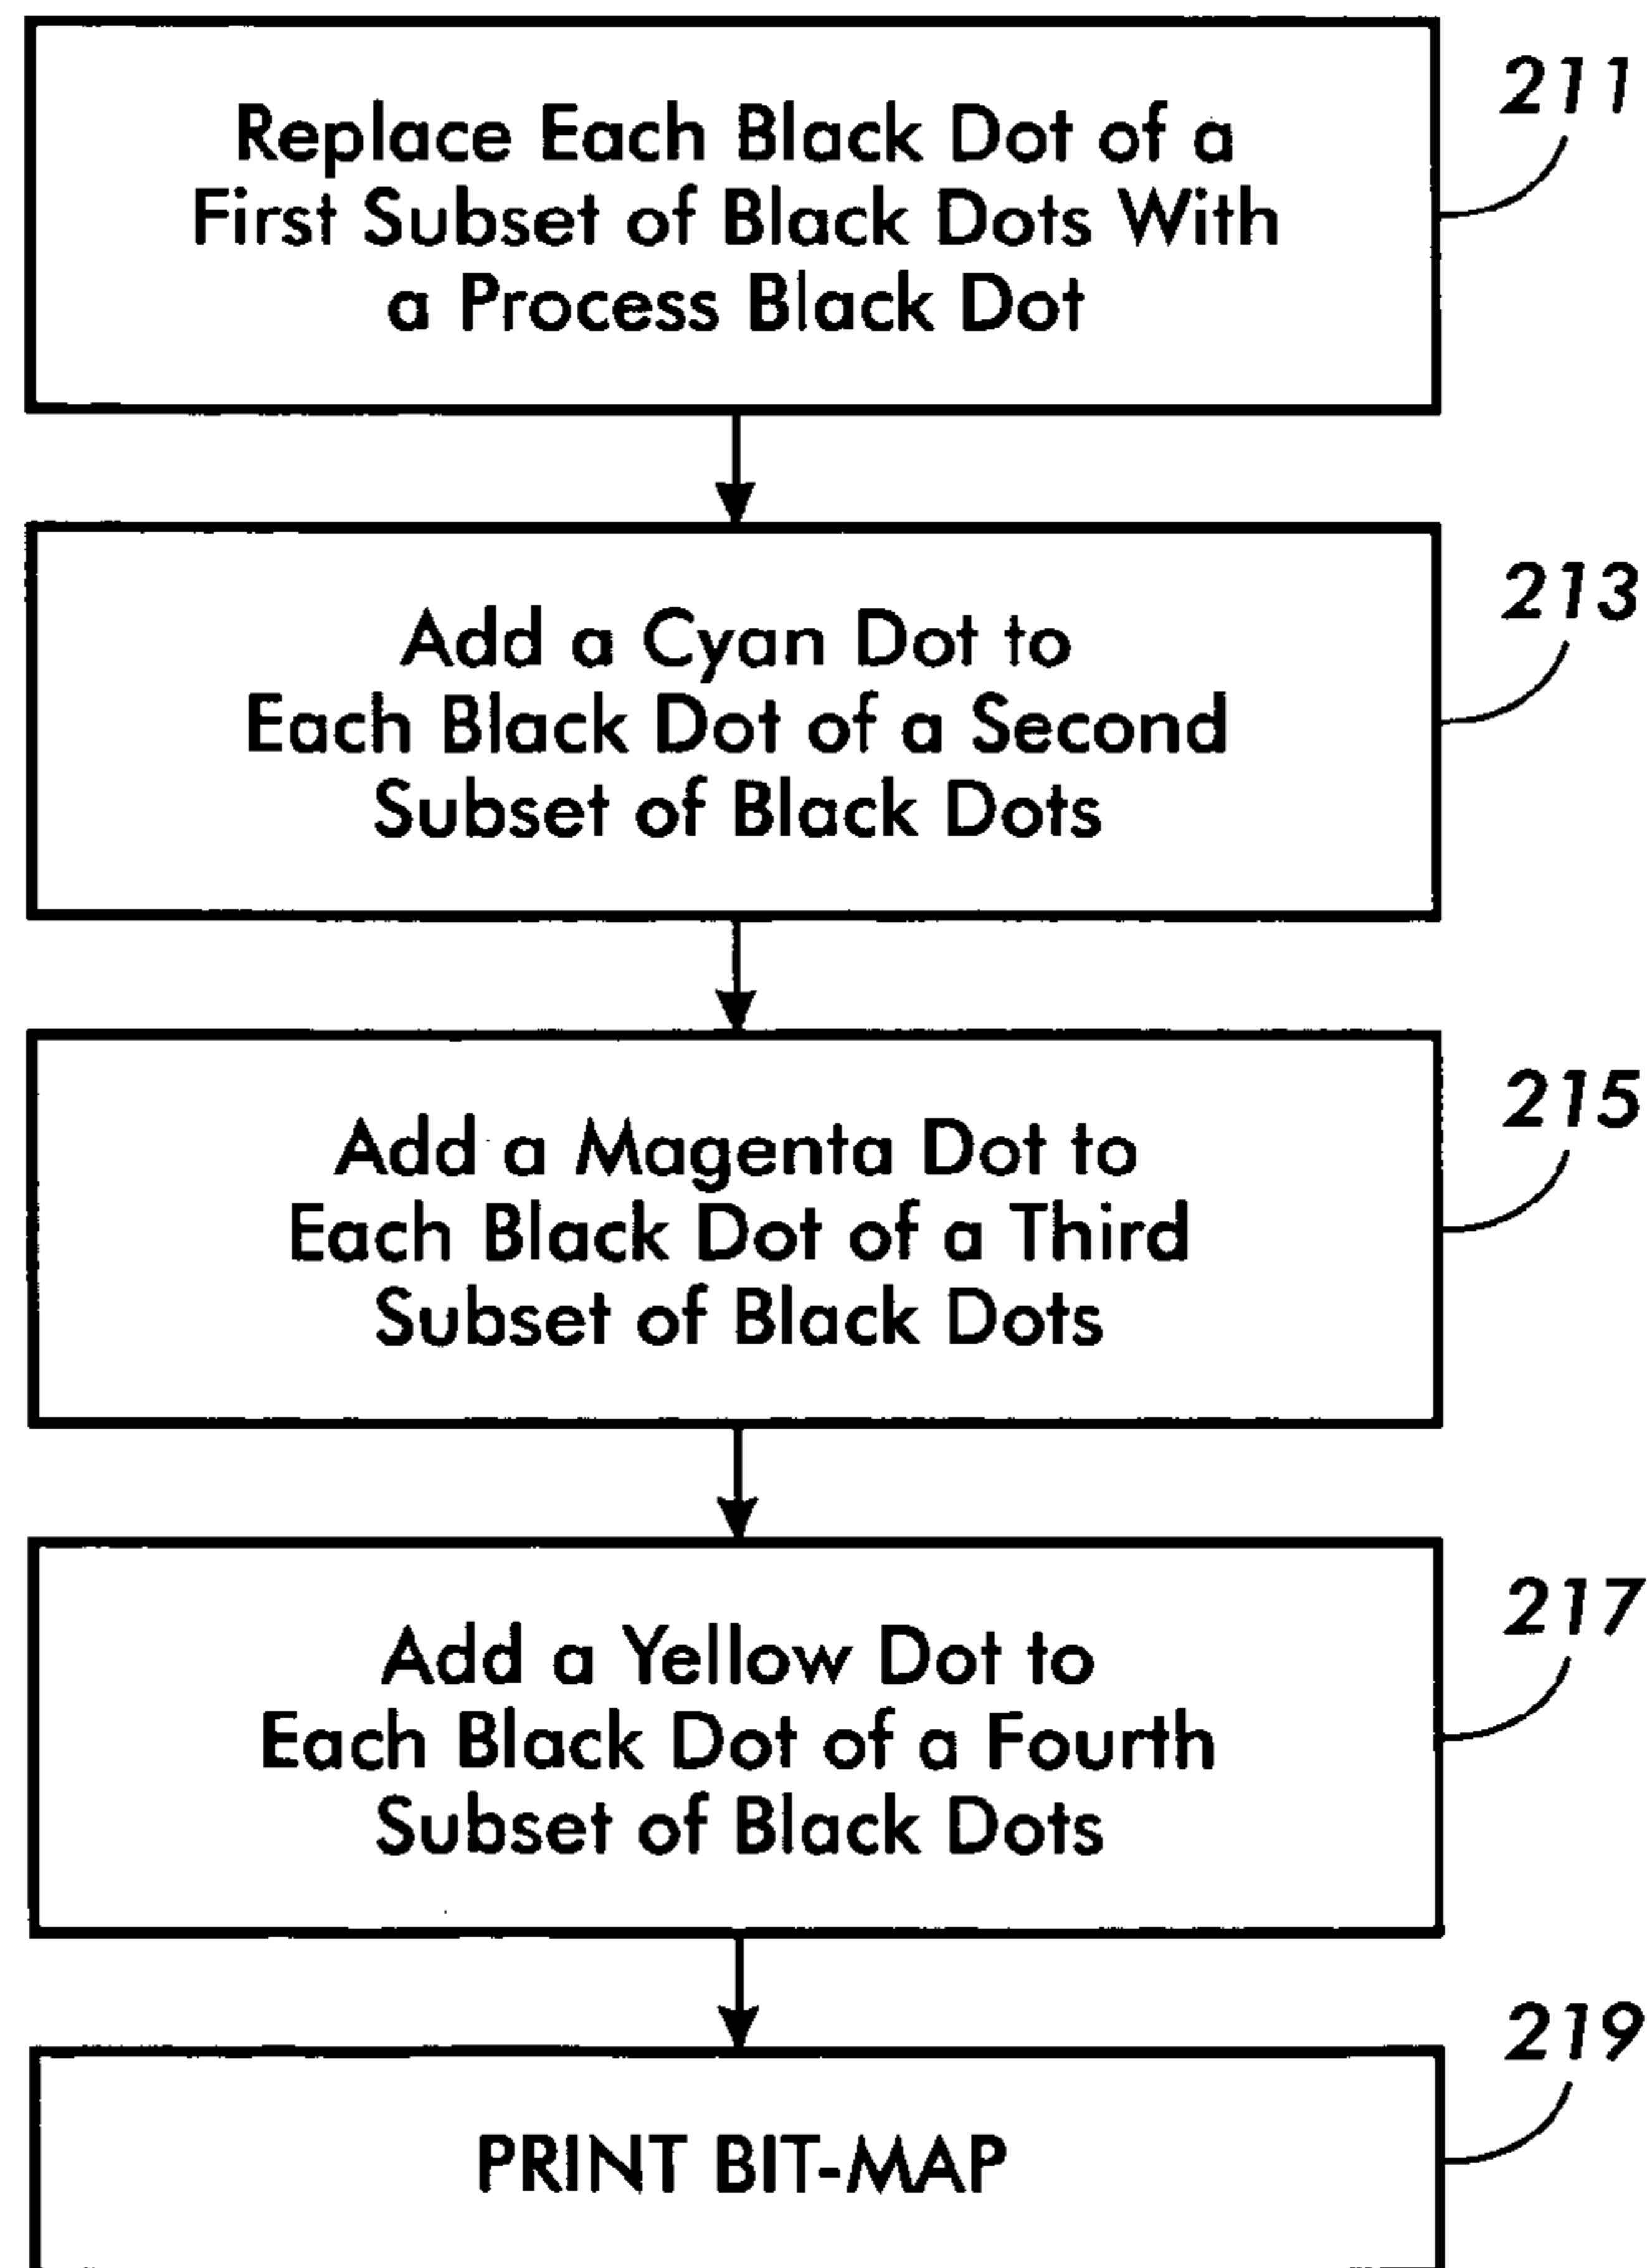 Replace Each Black Dot of a
First Subset of Black Dots With
a Process Black Dot
211
Add a Cyan Dot to
Each Black Dot of a Second
Subset of Black Dots
213
Add a Magenta Dot to
Each Black Dot of a Third
Subset of Black Dots
215
Add a Yellow Dot to
Each Black Dot of a Fourth
Subset of Black Dots
217
PRINT BIT-MAP
219